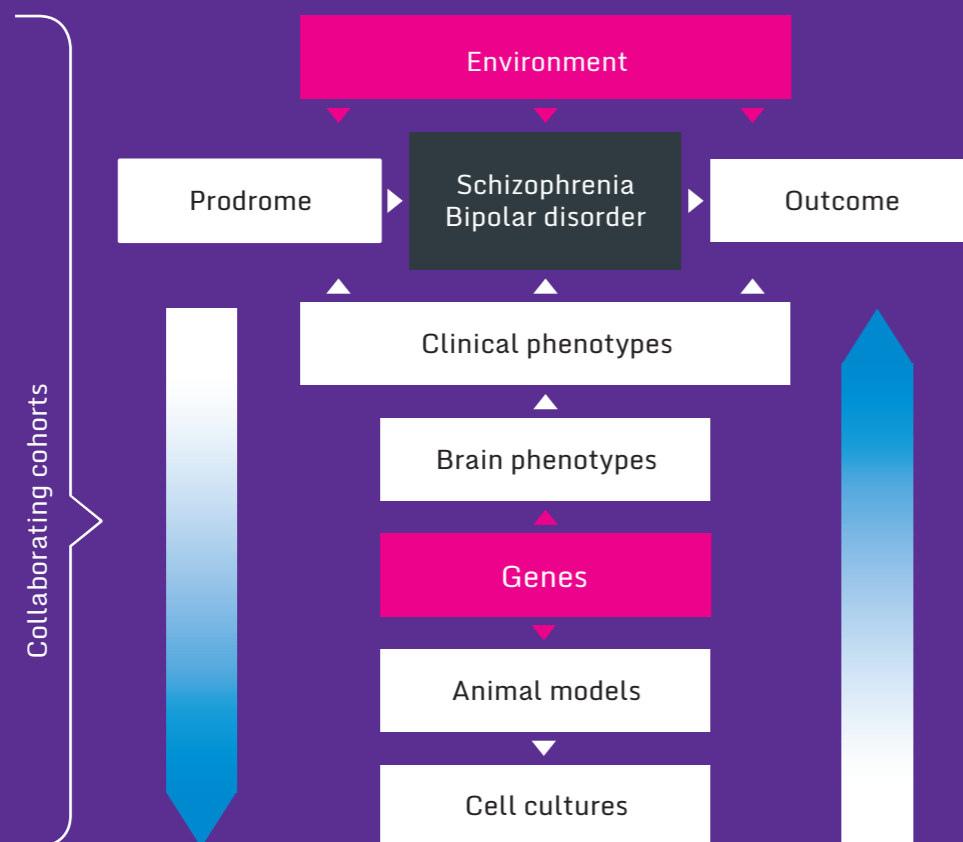 Environment
Prodrome
Schizophrenia
Bipolar disorder
Outcome
Clinical phenotypes
Brain phenotypes
Genes
Animal models
Cell cultures
Collaborating cohorts